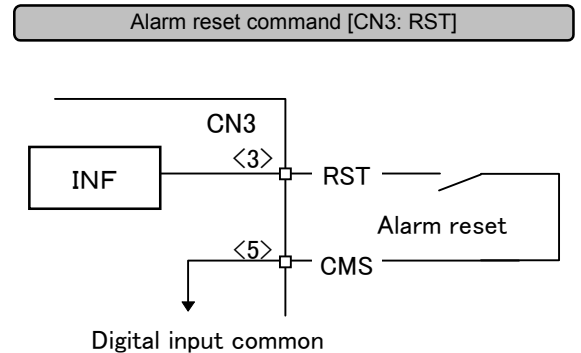 Alarm reset command [CN3: RST]
CN3
<3>
INF
RST
Alarm reset
<5>
CMS
Digital input common